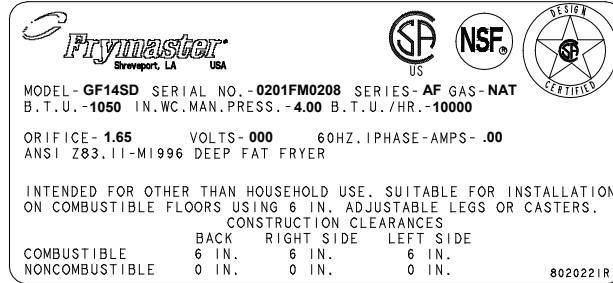 DESIGN
CERTIFIED
Frymaster
Shreveport, LA USA
SA
US
NSF®
SA
MODEL- GF14SD SERIAL NO.-0201FM0208 SERIES- AF GAS-NAT
B.T.U.-1050 IN.WC.MAN.PRESS.-4.00 B.T.U./HR.-10000
ORIFICE- 1.65 VOLTS- 000 60HZ.1PHASE-AMPS- .00
ANSI Z83.11-M1996 DEEP FAT FRYER
INTENDED FOR OTHER THAN HOUSEHOLD USE. SUITABLE FOR INSTALLATION
ON COMBUSTIBLE FLOORS USING 6 IN. ADJUSTABLE LEGS OR CASTERS.
CONSTRUCTION CLEARANCES
BACK RIGHT SIDE LEFT SIDE
COMBUSTIBLE 6 IN. 6 IN. 6 IN.
NONCOMBUSTIBLE 0 IN. 0 IN. 0 IN.
8020221R